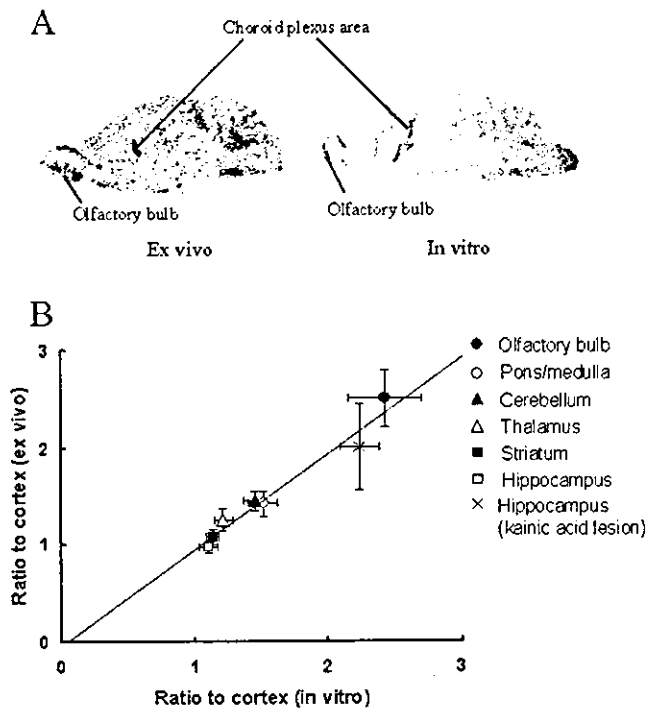 A
Choroid plexus area
Olfactory bulb
Olfactory bulb
Ex vivo
In vitro
B
Ratio to cortex (ex vivo)
3
2
1
0
0
1
2
3
Ratio to cortex (in vitro)
Olfactory bulb
Pons/medulla
Cerebellum
Thalamus
Striatum
Hippocampus
Hippocampus
(kainic acid lesion)